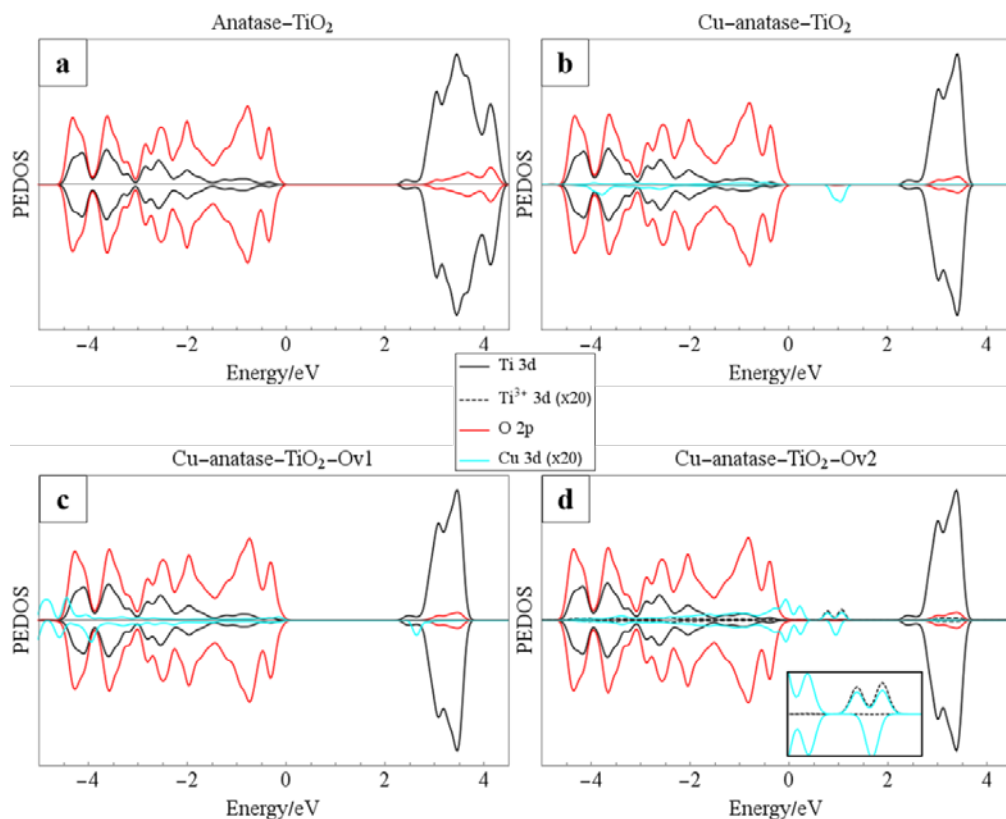 Anatase−TiO₂
Cu−anatase−TiO₂
a
b
PEDOS
PEDOS
−4 −2 0 2 4
−4 −2 0 2 4
Energy/eV
Energy/eV
Ti 3d
Ti³⁺ 3d (x20)
O 2p
Cu 3d (x20)
Cu−anatase−TiO₂−Ov1
Cu−anatase−TiO₂−Ov2
c
d
PEDOS
PEDOS
−4 −2 0 2 4
−4 −2 0 2 4
Energy/eV
Energy/eV